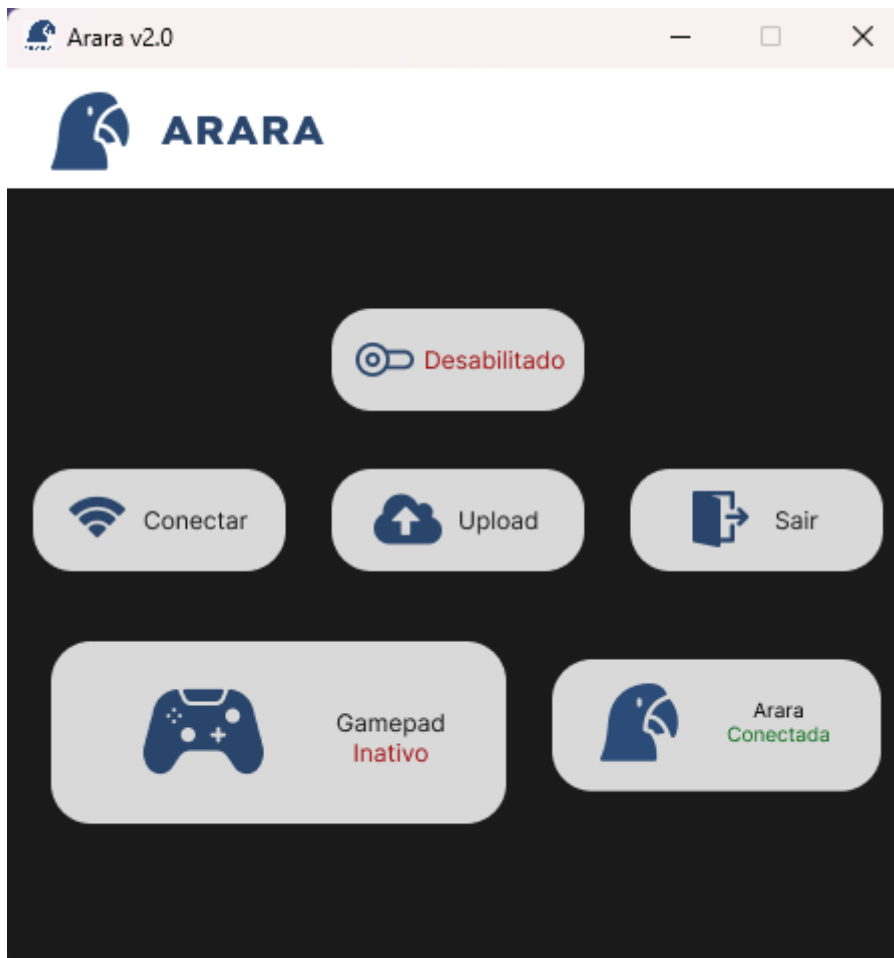 Arara v2.0
ARARA
Desabilitado
Conectar
Upload
Sair
Gamepad
Inativo
Arara
Conectada